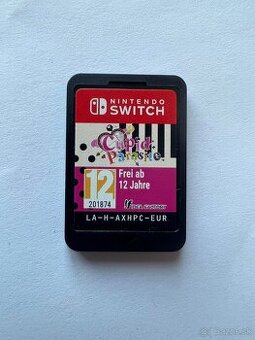 NINTENDO
SWITCH
Cupid
Parasite
12
Frei ab
12 Jahre
201874
IDEA FACTORY
LA-H-AXHPC-EUR